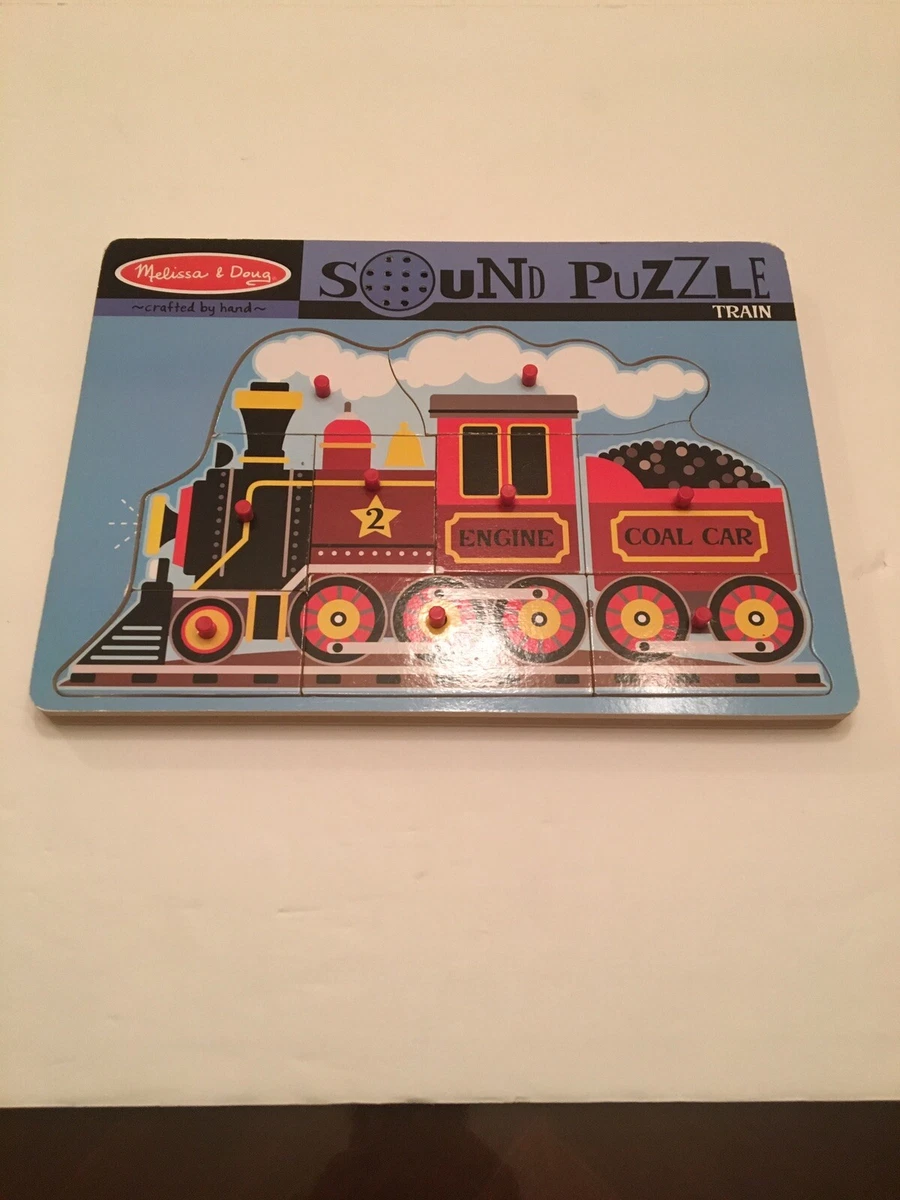 Melissa & Doug
~crafted by hand~
SOUND PUZZLE
TRAIN
2
ENGINE
COAL CAR